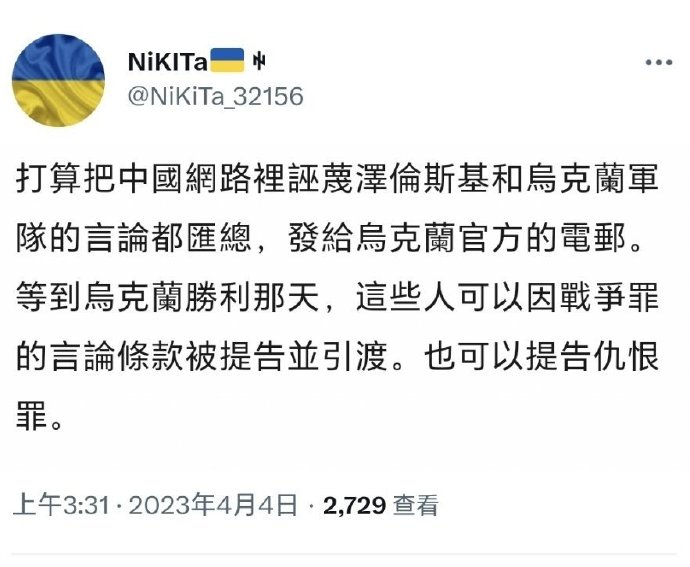 NiKITa🇺🇦
@NiKiTa_32156
打算把中國網路裡誣蔑澤倫斯基和烏克蘭軍
隊的言論都匯總，發給烏克蘭官方的電郵。
等到烏克蘭勝利那天，這些人可以因戰爭罪
的言論條款被提告並引渡。也可以提告仇恨
罪。
上午3:31 · 2023年4月4日 · 2,729 查看